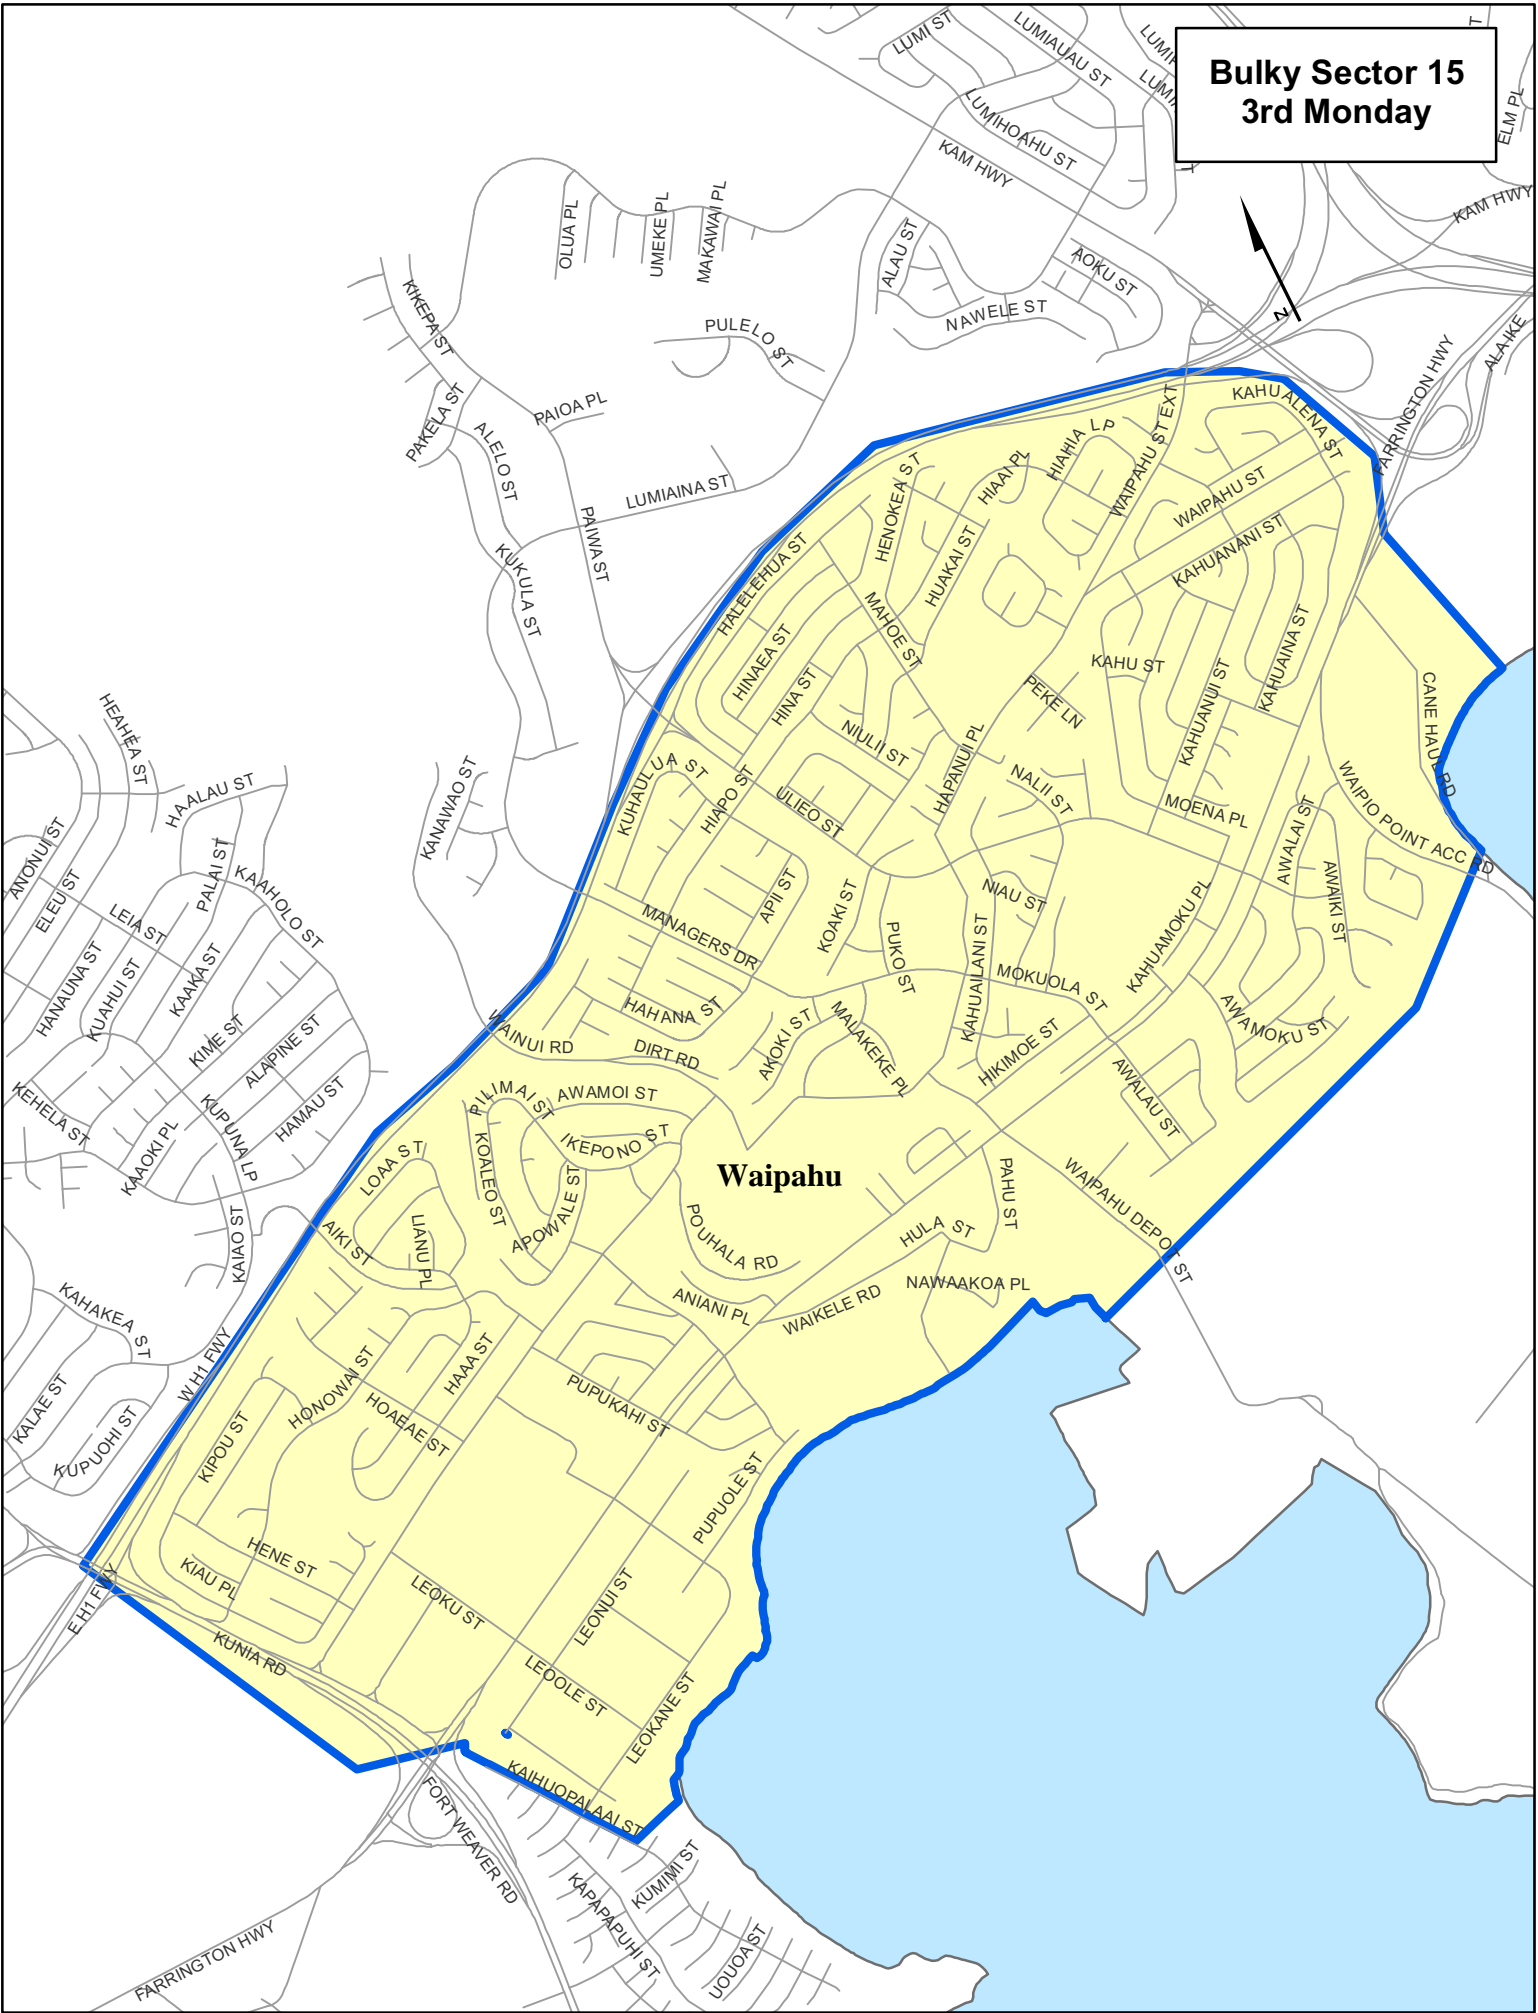 Bulky Sector 15
3rd Monday
LUMI ST
LUMIAUAU ST
ELM PL
LUMIHOAHU ST
KAM HWY
KAM HWY
OLUA PL
UMEKE PL
MAKAWAI PL
ALAU ST
AOKU ST
NAWELE ST
N
KIKEPA ST
PULELO ST
ALA IKE
FARRINGTON HWY
PAKELA ST
PAIOA PL
ALELO ST
LUMIAINA ST
PAIWA ST
KUKULA ST
KAHUALENA ST
HIAHIA LP
WAIPAHU ST EXT
HIAAI PL
HENOKEA ST
WAIPAHU ST
KAHUANANI ST
HUAKAI ST
HALELEHUA ST
MAHOE ST
HINAEA ST
HINA ST
KAHU ST
KAHUAINA ST
KAHUANUI ST
PEKE LN
CANE HAUL RD
NIULII ST
HAPANUI PL
NALII ST
MOENA PL
WAIPIO POINT ACC RD
KUHAULUA ST
HIAPO ST
ULIEO ST
AWALAI ST
AWAIKI ST
HEAHEA ST
HAALAU ST
KANAWAO ST
ANONUI ST
ELEU ST
PALAI ST
KAAHOLO ST
LEIA ST
HANAUNA ST
KUAHUI ST
KAAKA ST
KIME ST
ALAPINE ST
HAMAU ST
KEHELA ST
KAAOKI PL
KUPUNA LP
KAIAO ST
APII ST
KOAKI ST
NIAU ST
MANAGERS DR
PUKO ST
KAHUAILANI ST
KAHUAMOKU PL
MOKUOLA ST
HAHANA ST
AWAMOKU ST
WAINUI RD
DIRT RD
AKOKI ST
MALAKEKE PL
HIKIMOE ST
AWALAU ST
PILIMAI ST
AWAMOI ST
IKEPONO ST
KOALEO ST
LOAA ST
APOWALE ST
Waipahu
PAHU ST
WAIPAHU DEPOT ST
AIKI ST
LIANU PL
POUHALA RD
HULA ST
NAWAAKOA PL
ANIANI PL
WAIKELE RD
KAHAKEA ST
W H1 FWY
KALAE ST
KUPUOHI ST
HAAA ST
HONOWAI ST
HOAEAE ST
PUPUKAHI ST
KIPOU ST
PUPUOLE ST
HENE ST
KIAU PL
E H1 FWY
LEOKU ST
LEONUI ST
KUNIA RD
LEOOLE ST
LEOKANE ST
KAIHUOPALAAI ST
FORT WEAVER RD
KUMIMI ST
KAPAPAPUHI ST
UOUOA ST
FARRINGTON HWY